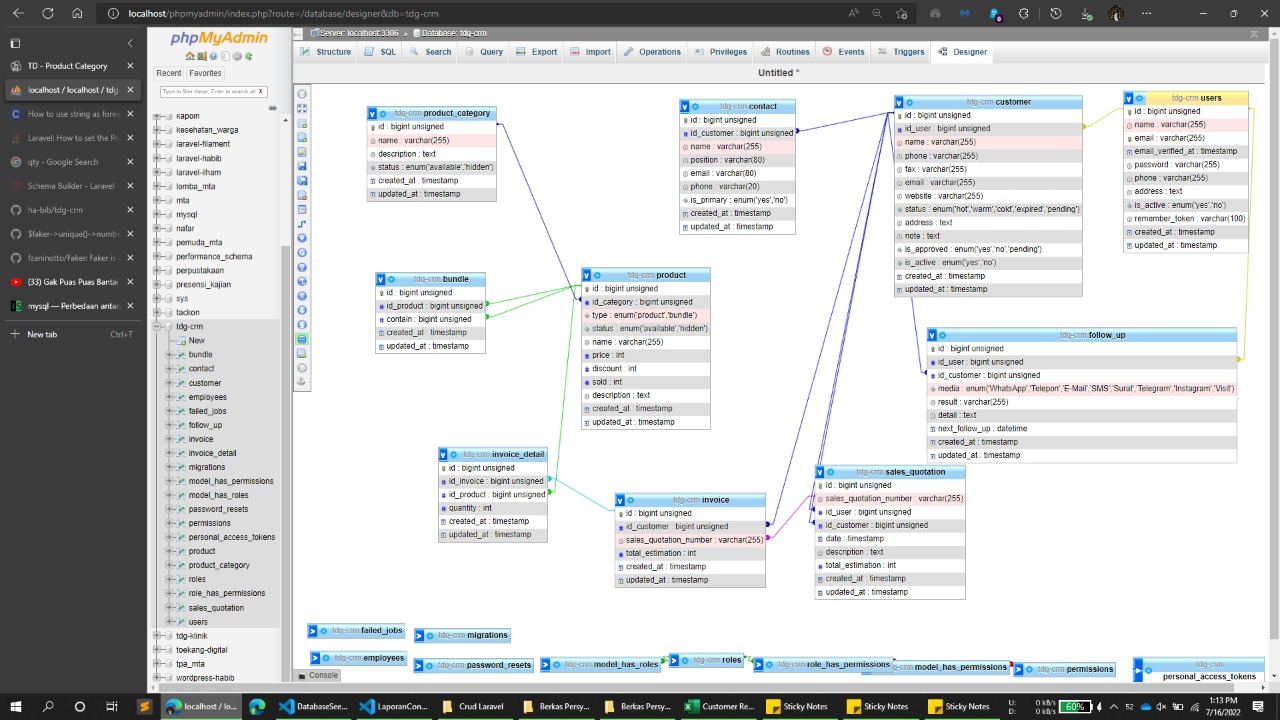 localhost/phpmyadmin/index.php?route=/database/designer&db=tdg-crm
TD - Product Category
localhost / localhost / tdg-
How to use string as forei
Laravel: How to set the Pr
qty - Google Search
Schema Builder - Laravel -
ha-bib/tdg-crm
$faker->unique()->numbe
fzaninotto/Faker: Faker is a
(33) Gak Puas Puas Bantai
mysql — Perbedaan antar
New tab
Ctrl+T
phpMyAdmin
Recent
Favorites
Type to filter these, Enter to search all
X
kapoin
kesehatan_warga
laravel-filament
laravel-habib
laravel-ilham
lomba_mta
mta
mysql
nafar
pemuda_mta
performance_schema
perpustakaan
presensi_kajian
sys
tackon
tdg-crm
New
bundle
contact
customer
employees
failed_jobs
follow_up
invoice
invoice_detail
migrations
model_has_permissions
model_has_roles
password_resets
permissions
personal_access_tokens
product
product_category
roles
role_has_permissions
sales_quotation
users
tdg-klinik
toekang-digital
tpa_mta
wordpress-habib
Server: localhost:3306 » Database: tdg-crm
Structure
SQL
Search
Query
Export
Import
Operations
Privileges
Routines
Events
Triggers
Designer
Untitled *
tdg-crm product_category
id : bigint unsigned
name : varchar(255)
description : text
status : enum('available','hidden')
created_at : timestamp
updated_at : timestamp
tdg-crm contact
id : bigint unsigned
id_customer : bigint unsigned
name : varchar(255)
position : varchar(80)
email : varchar(80)
phone : varchar(20)
is_primary : enum('yes','no')
created_at : timestamp
updated_at : timestamp
tdg-crm customer
id : bigint unsigned
id_user : bigint unsigned
name : varchar(255)
phone : varchar(255)
fax : varchar(255)
email : varchar(255)
website : varchar(255)
status : enum('hot','warm','cold','expired','pending')
address : text
note : text
is_approved : enum('yes','no','pending')
is_active : enum('yes','no')
created_at : timestamp
updated_at : timestamp
tdg-crm users
id : bigint unsigned
name : varchar(255)
email : varchar(255)
email_verified_at : timestamp
password : varchar(255)
phone : varchar(255)
address : text
is_active : enum('yes','no')
remember_token : varchar(100)
created_at : timestamp
updated_at : timestamp
tdg-crm bundle
id : bigint unsigned
id_product : bigint unsigned
contain : bigint unsigned
created_at : timestamp
updated_at : timestamp
tdg-crm product
id : bigint unsigned
id_category : bigint unsigned
type : enum('product','bundle')
status : enum('available','hidden')
name : varchar(255)
price : int
discount : int
sold : int
description : text
created_at : timestamp
updated_at : timestamp
tdg-crm follow_up
id : bigint unsigned
id_user : bigint unsigned
id_customer : bigint unsigned
media : enum('WhatsApp','Telepon','E-Mail','SMS','Surat','Telegram','Instagram','Visit')
result : varchar(255)
detail : text
next_follow_up : datetime
created_at : timestamp
updated_at : timestamp
tdg-crm invoice_detail
id : bigint unsigned
id_invoice : bigint unsigned
id_product : bigint unsigned
quantity : int
created_at : timestamp
updated_at : timestamp
tdg-crm invoice
id : bigint unsigned
id_customer : bigint unsigned
sales_quotation_number : varchar(255)
total_estimation : int
created_at : timestamp
updated_at : timestamp
tdg-crm sales_quotation
id : bigint unsigned
sales_quotation_number : varchar(255)
id_user : bigint unsigned
id_customer : bigint unsigned
date : timestamp
description : text
total_estimation : int
created_at : timestamp
updated_at : timestamp
tdg-crm failed_jobs
tdg-crm migrations
tdg-crm employees
tdg-crm password_resets
tdg-crm model_has_roles
tdg-crm roles
tdg-crm role_has_permissions
tdg-crm model_has_permissions
tdg-crm permissions
tdg-crm
personal_access_tokens
Console
localhost / lo...
DatabaseSee...
LaporanCon...
Crud Laravel
Berkas Persy...
Berkas Persy...
Customer Re...
Sticky Notes
Sticky Notes
Sticky Notes
U:
D:
0 kB/s
0 kB/s
60%
1:13 PM
7/16/2022